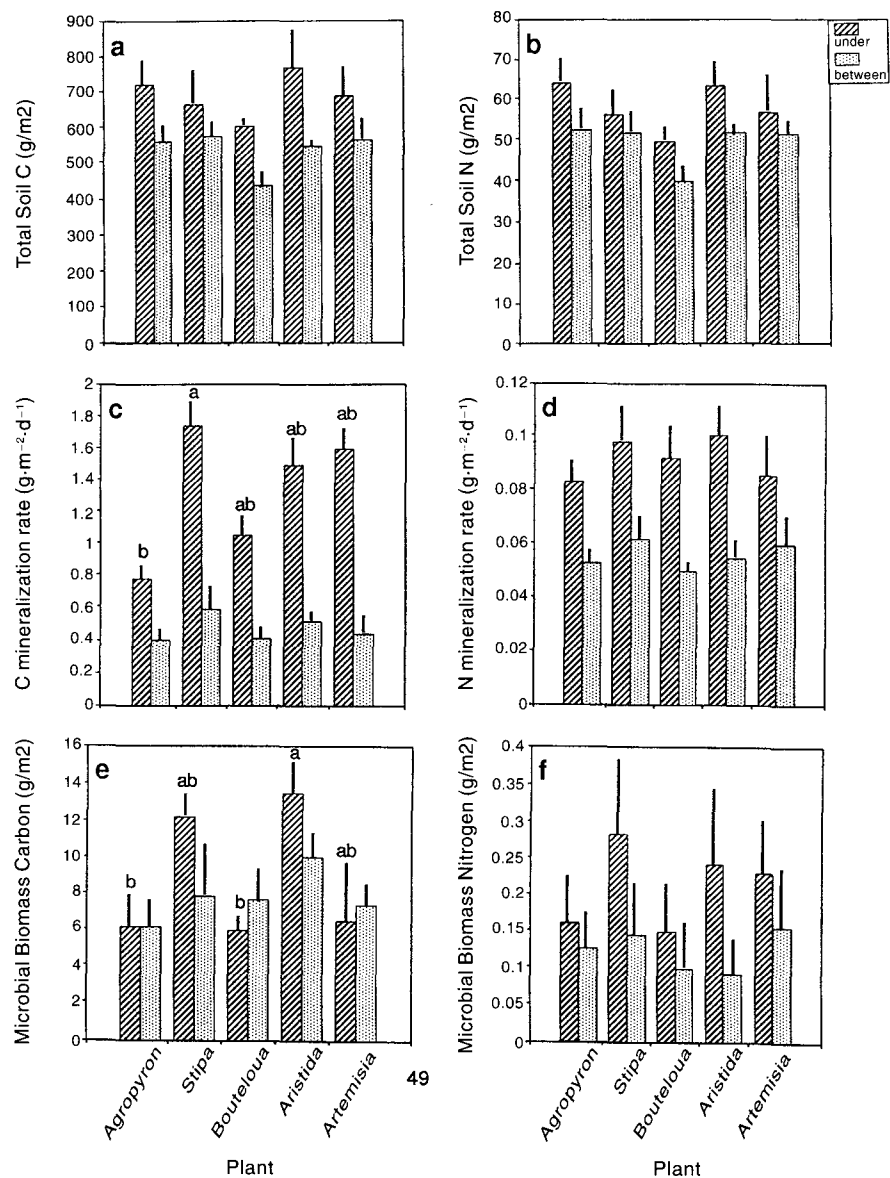 a
Total Soil C (g/m2)
900
800
700
600
500
400
300
200
100
0
b
Total Soil N (g/m2)
80
70
60
50
40
30
20
10
0
under
between
c
C mineralization rate (g·m⁻²·d⁻¹)
2
1.8
1.6
1.4
1.2
1
0.8
0.6
0.4
0.2
0
b
a
ab
ab
ab
d
N mineralization rate (g·m⁻²·d⁻¹)
0.12
0.1
0.08
0.06
0.04
0.02
0
e
Microbial Biomass Carbon (g/m2)
16
14
12
10
8
6
4
2
0
b
ab
b
a
ab
Agropyron
Stipa
Bouteloua
Aristida
Artemisia
Plant
49
f
Microbial Biomass Nitrogen (g/m2)
0.4
0.35
0.3
0.25
0.2
0.15
0.1
0.05
0
Agropyron
Stipa
Bouteloua
Aristida
Artemisia
Plant